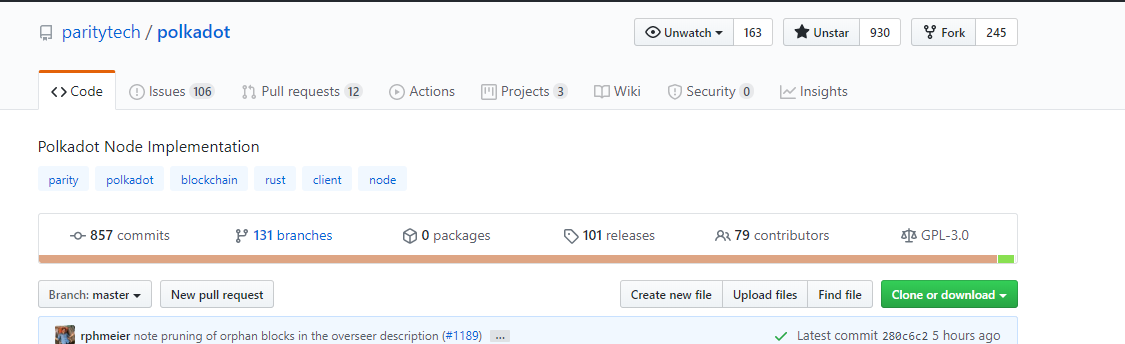 paritytech / polkadot Unwatch 163 Unstar 930 Fork 245
Code Issues 106 Pull requests 12 Actions Projects 3 Wiki Security 0 Insights
Polkadot Node Implementation
parity polkadot blockchain rust client node
857 commits 131 branches 0 packages 101 releases 79 contributors GPL-3.0
Branch: master New pull request Create new file Upload files Find file Clone or download
rphmeier note pruning of orphan blocks in the overseer description (#1189) ... Latest commit 280c6c2 5 hours ago